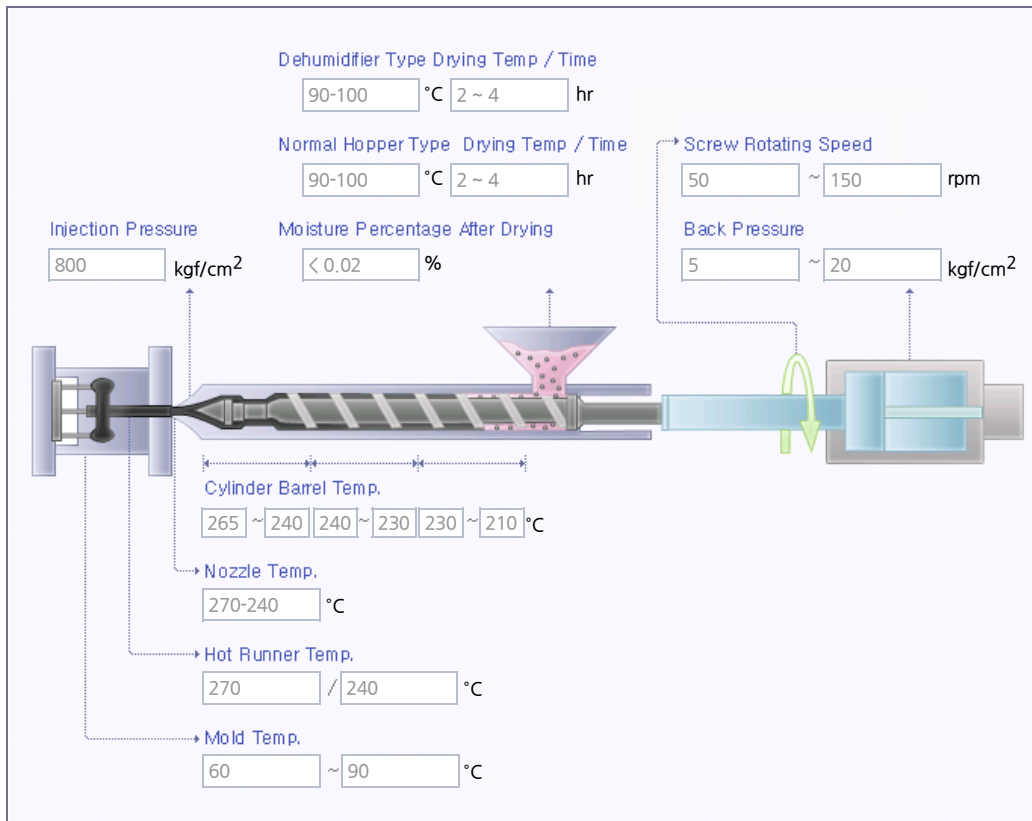 Dehumidifier Type Drying Temp / Time
90-100 °C 2 ~ 4 hr
Normal Hopper Type Drying Temp / Time
90-100 °C 2 ~ 4 hr
Screw Rotating Speed
50 ~ 150 rpm
Injection Pressure
800 kgf/cm²
Moisture Percentage After Drying
< 0.02 %
Back Pressure
5 ~ 20 kgf/cm²
Cylinder Barrel Temp.
265 ~ 240 240 ~ 230 230 ~ 210 °C
Nozzle Temp.
270-240 °C
Hot Runner Temp.
270 / 240 °C
Mold Temp.
60 ~ 90 °C